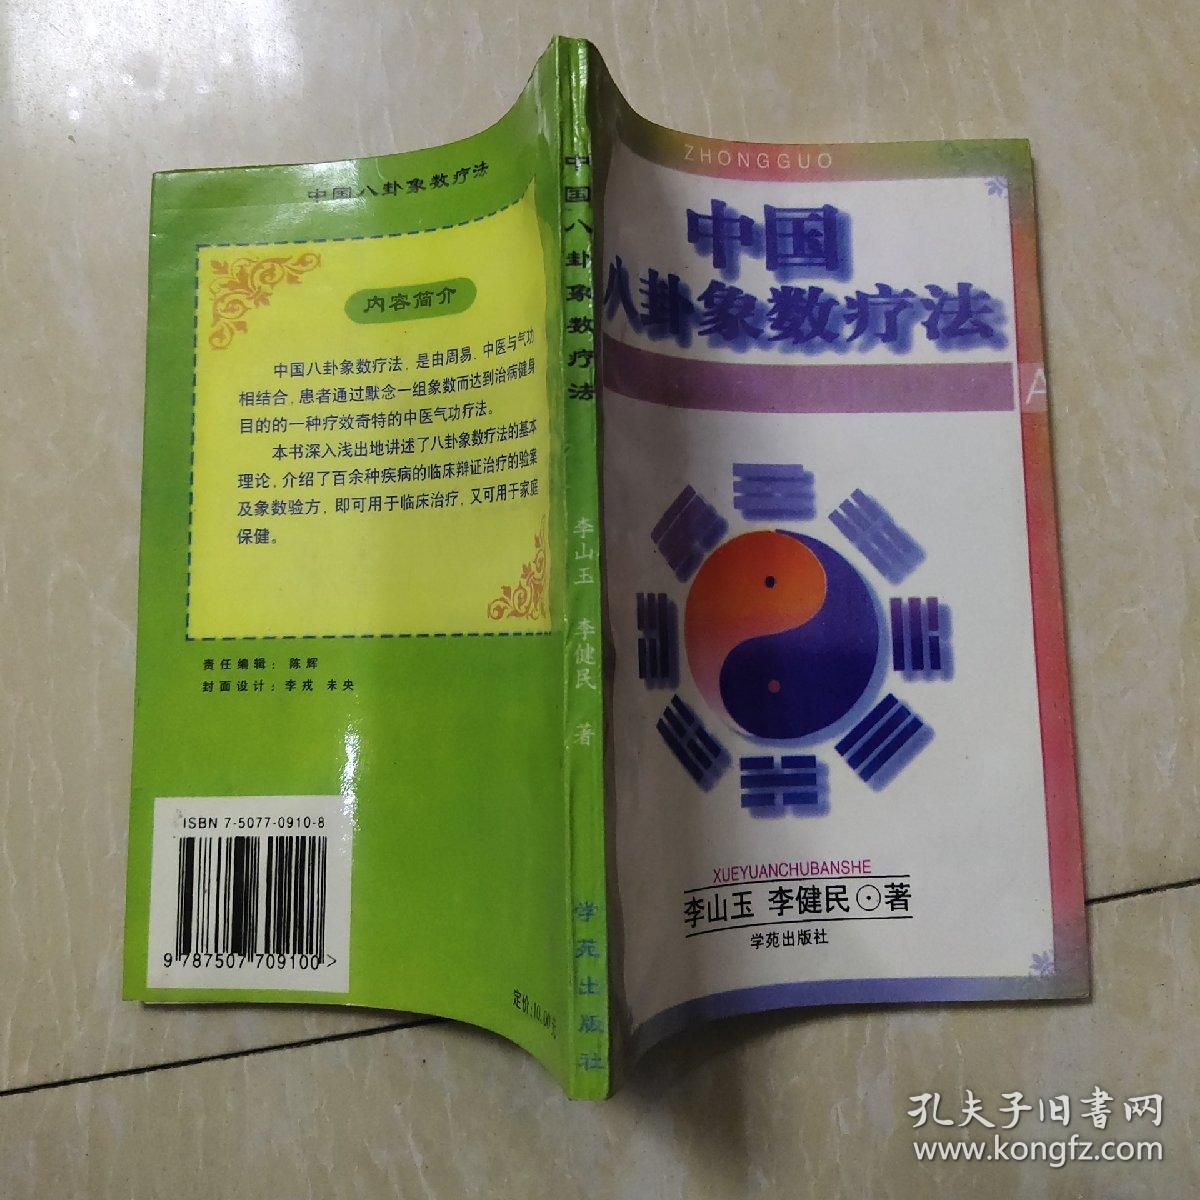 中国八卦象数疗法
内容简介
中国八卦象数疗法，是由周易、中医与气功
相结合，患者通过默念一组象数而达到治病健身
目的的一种疗效奇特的中医气功疗法。
本书深入浅出地讲述了八卦象数疗法的基本
理论，介绍了百余种疾病的临床辩证治疗的验案
及象数验方，即可用于临床治疗，又可用于家庭
保健。
责任编辑：陈辉
封面设计：李戎 未央
ISBN 7-5077-0910-8
9 787507 709100 >
定价:10.00元
中国八卦象数疗法 李山玉 李健民 著 学苑出版社
ZHONGGUO
中国
八卦象数疗法
A
XUEYUANCHUBANSHE
李山玉 李健民⊙著
学苑出版社
孔夫子旧書网
www.kongfz.com